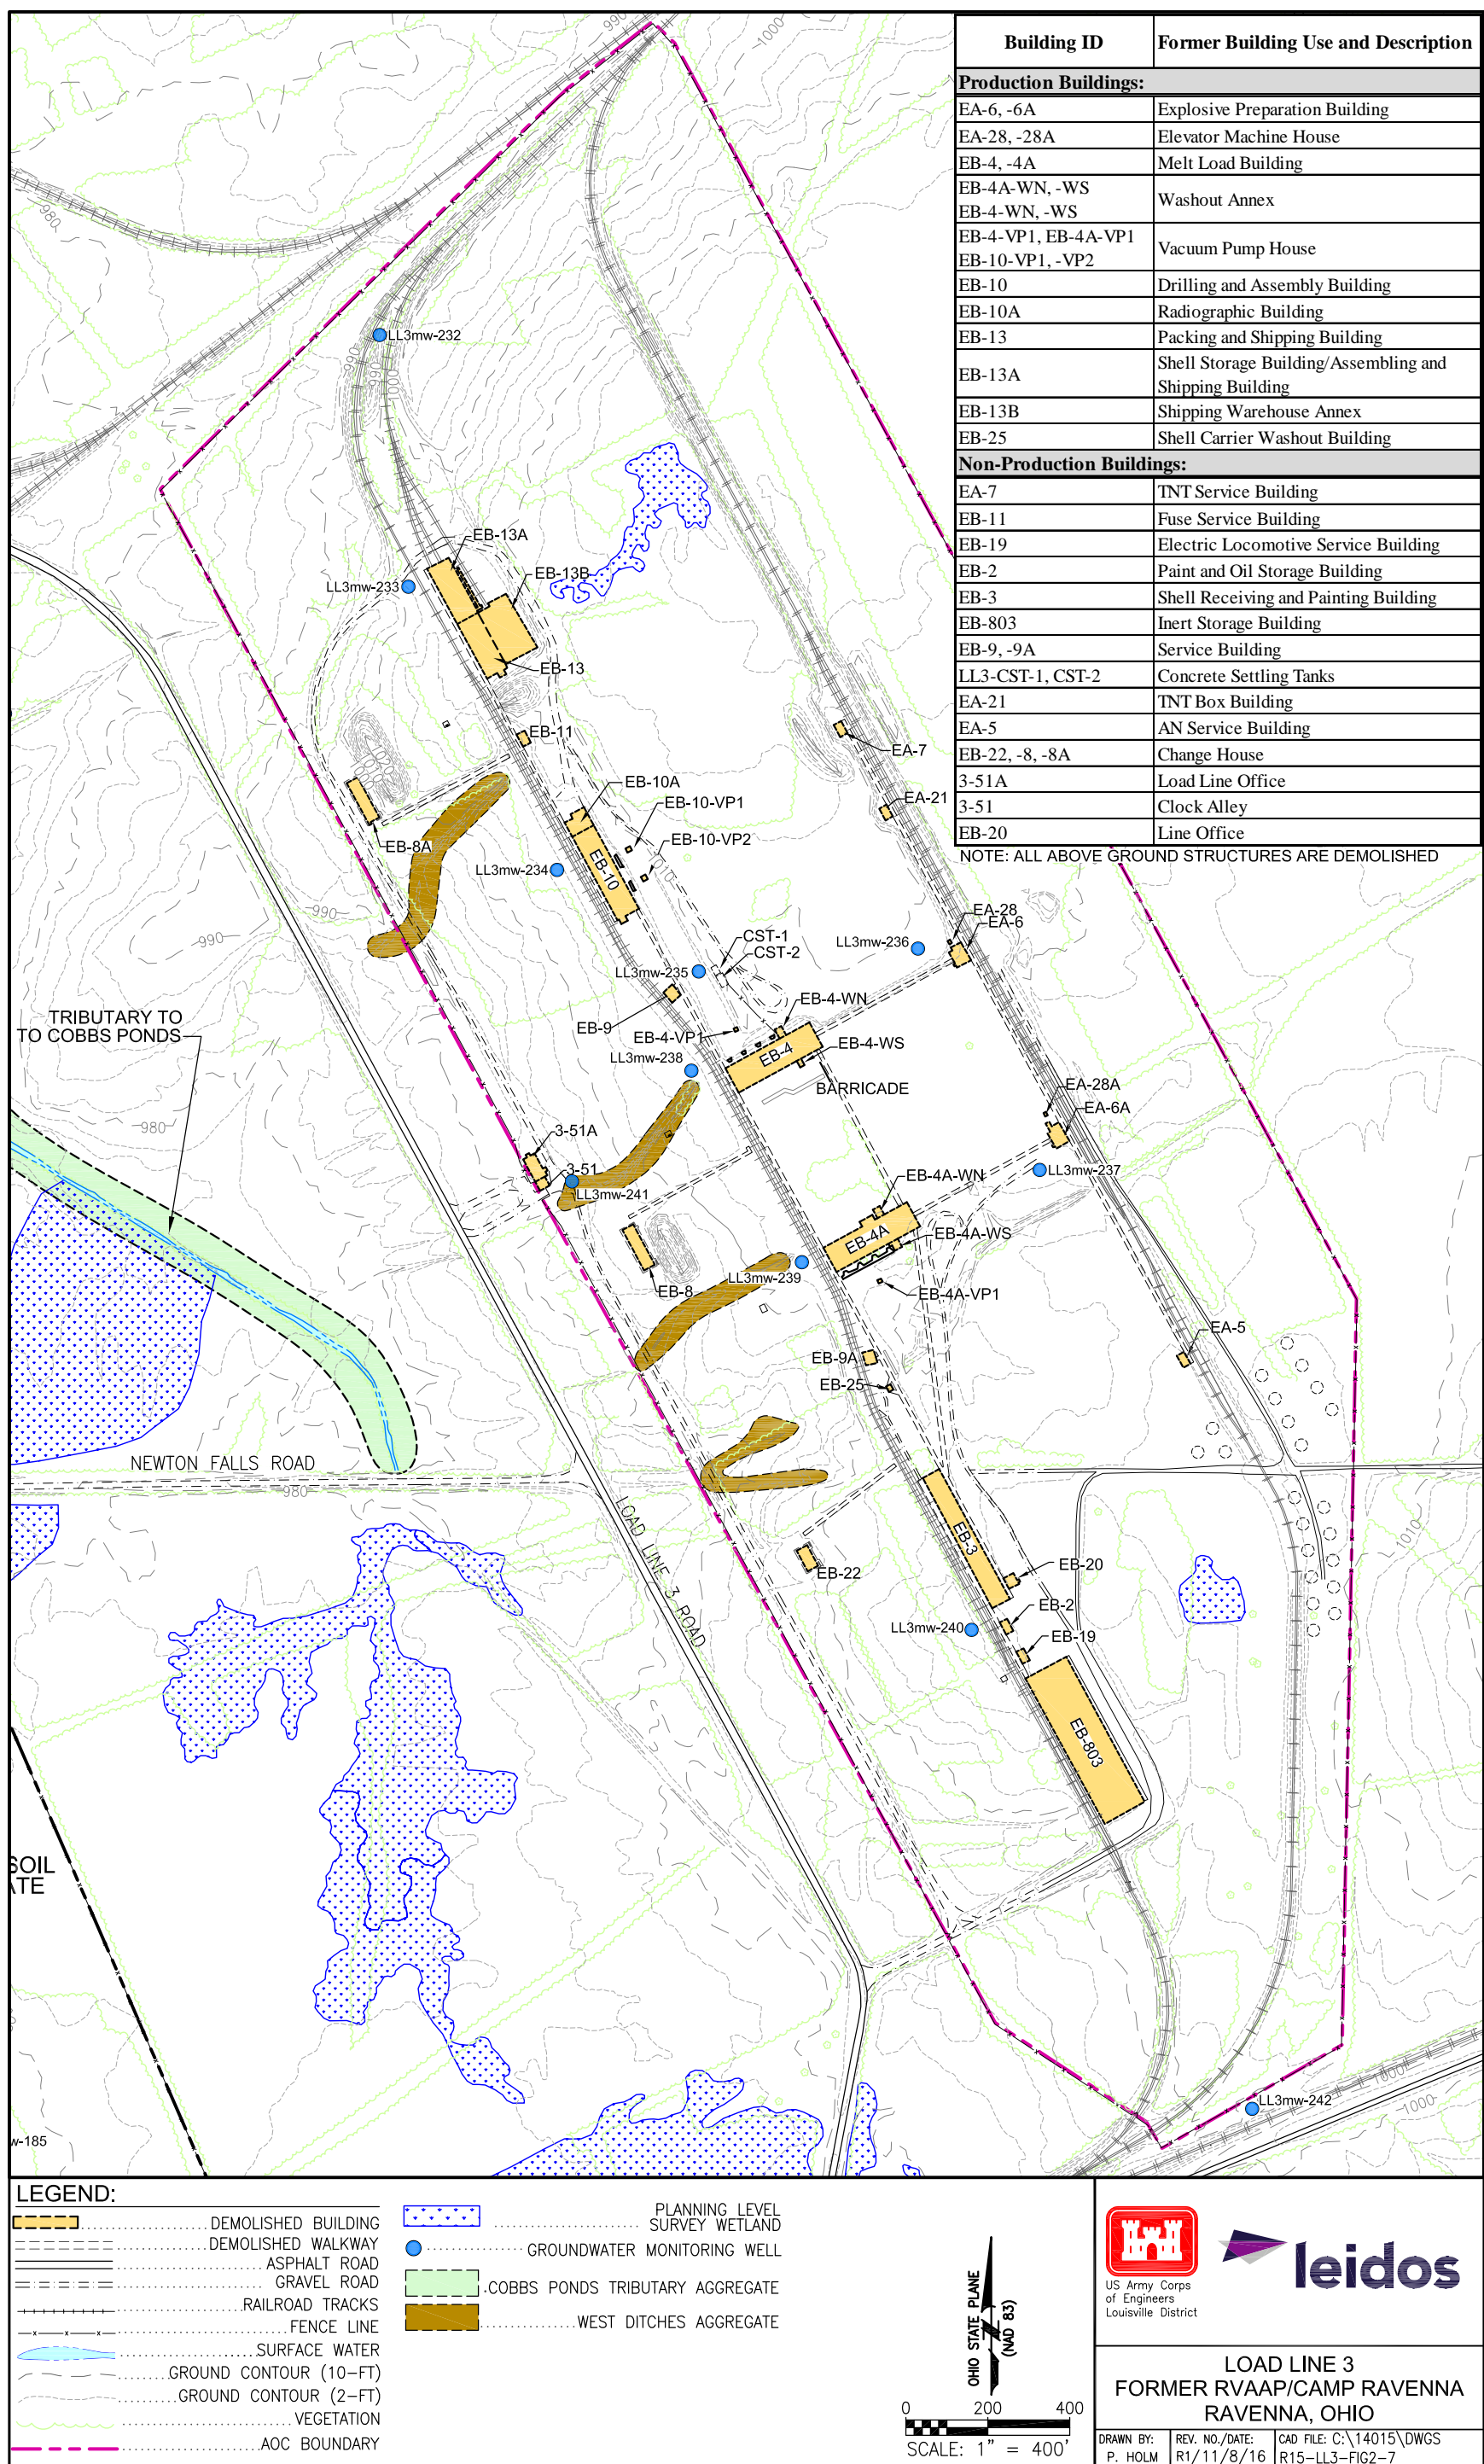 Building ID Former Building Use and Description
Production Buildings:
EA-6, -6A Explosive Preparation Building
EA-28, -28A Elevator Machine House
EB-4, -4A Melt Load Building
EB-4A-WN, -WS
EB-4-WN, -WS
Washout Annex
EB-4-VP1, EB-4A-VP1
EB-10-VP1, -VP2
Vacuum Pump House
EB-10 Drilling and Assembly Building
EB-10A Radiographic Building
EB-13 Packing and Shipping Building
EB-13A
Shell Storage Building/Assembling and
Shipping Building
EB-13B Shipping Warehouse Annex
EB-25 Shell Carrier Washout Building
Non-Production Buildings:
EA-7 TNT Service Building
EB-11 Fuse Service Building
EB-19 Electric Locomotive Service Building
EB-2 Paint and Oil Storage Building
EB-3 Shell Receiving and Painting Building
EB-803 Inert Storage Building
EB-9, -9A Service Building
LL3-CST-1, CST-2 Concrete Settling Tanks
EA-21 TNT Box Building
EA-5 AN Service Building
EB-22, -8, -8A Change House
3-51A Load Line Office
3-51 Clock Alley
EB-20 Line Office
NOTE: ALL ABOVE GROUND STRUCTURES ARE DEMOLISHED
990
1000
980
LL3mw-232
990
990
1000
EB-13A
EB-13B
LL3mw-233
EB-13
EB-11
EA-7
1020
1000
EB-10A
EA-21
EB-10-VP1
EB-8A
EB-10-VP2
EB-10
LL3mw-234
1010
990
990
EA-28
EA-6
CST-1
CST-2
LL3mw-236
LL3mw-235
EB-4-WN
EB-9
TRIBUTARY TO
TO COBBS PONDS
EB-4-VP1
EB-4-WS
EB-4
LL3mw-238
BARRICADE
EA-28A
EA-6A
980
3-51A
3-51
LL3mw-237
EB-4A-WN
LL3mw-241
EB-4A
EB-4A-WS
LL3mw-239
EB-8
EB-4A-VP1
EA-5
EB-9A
EB-25
NEWTON FALLS ROAD
980
LOAD LINE 3 ROAD
EB-3
1010
EB-20
EB-22
EB-2
LL3mw-240
EB-19
EB-803
SOIL
ATE
LL3mw-242
1000
1000
w-185
LEGEND:
DEMOLISHED BUILDING
DEMOLISHED WALKWAY
ASPHALT ROAD
GRAVEL ROAD
RAILROAD TRACKS
FENCE LINE
SURFACE WATER
GROUND CONTOUR (10-FT)
GROUND CONTOUR (2-FT)
VEGETATION
AOC BOUNDARY
PLANNING LEVEL
SURVEY WETLAND
GROUNDWATER MONITORING WELL
COBBS PONDS TRIBUTARY AGGREGATE
WEST DITCHES AGGREGATE
OHIO STATE PLANE
(NAD 83)
N
0 200 400
SCALE: 1" = 400'
US Army Corps
of Engineers
Louisville District
leidos
LOAD LINE 3
FORMER RVAAP/CAMP RAVENNA
RAVENNA, OHIO
DRAWN BY: REV. NO./DATE: CAD FILE: C:\14015\DWGS
P. HOLM R1/11/8/16 R15-LL3-FIG2-7